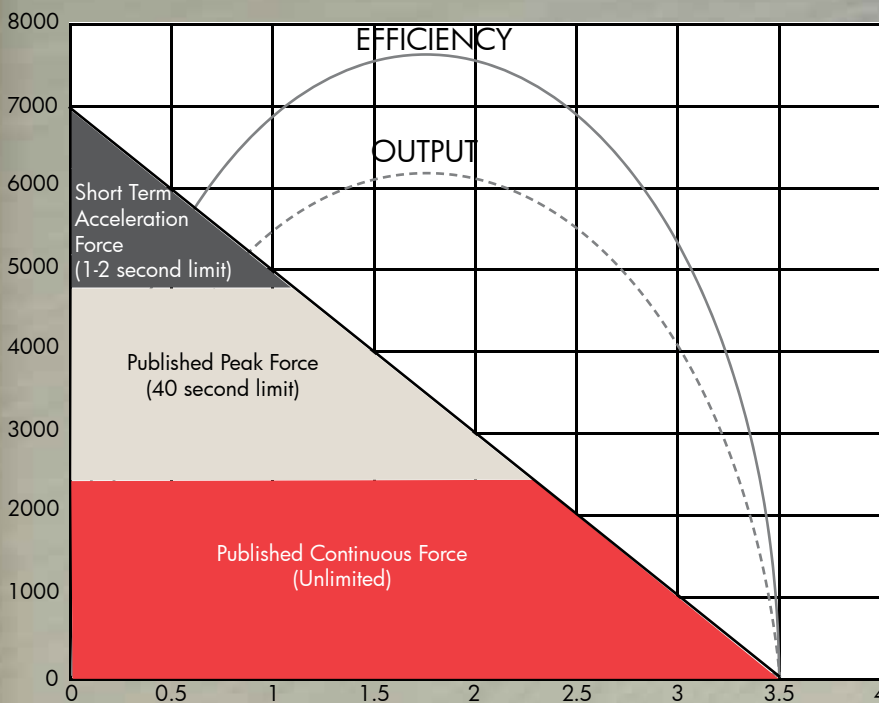 8000
EFFICIENCY
7000
OUTPUT
6000
Short Term
Acceleration
Force
(1-2 second limit)
5000
4000
Published Peak Force
(40 second limit)
3000
2000
Published Continuous Force
(Unlimited)
1000
0
0 0.5 1 1.5 2 2.5 3 3.5